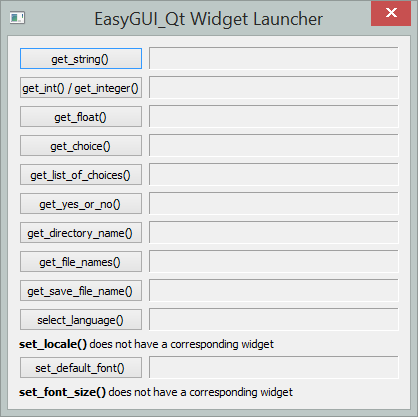 EasyGUI_Qt Widget Launcher
get_string()
get_int() / get_integer()
get_float()
get_choice()
get_list_of_choices()
get_yes_or_no()
get_directory_name()
get_file_names()
get_save_file_name()
select_language()
set_locale() does not have a corresponding widget
set_default_font()
set_font_size() does not have a corresponding widget